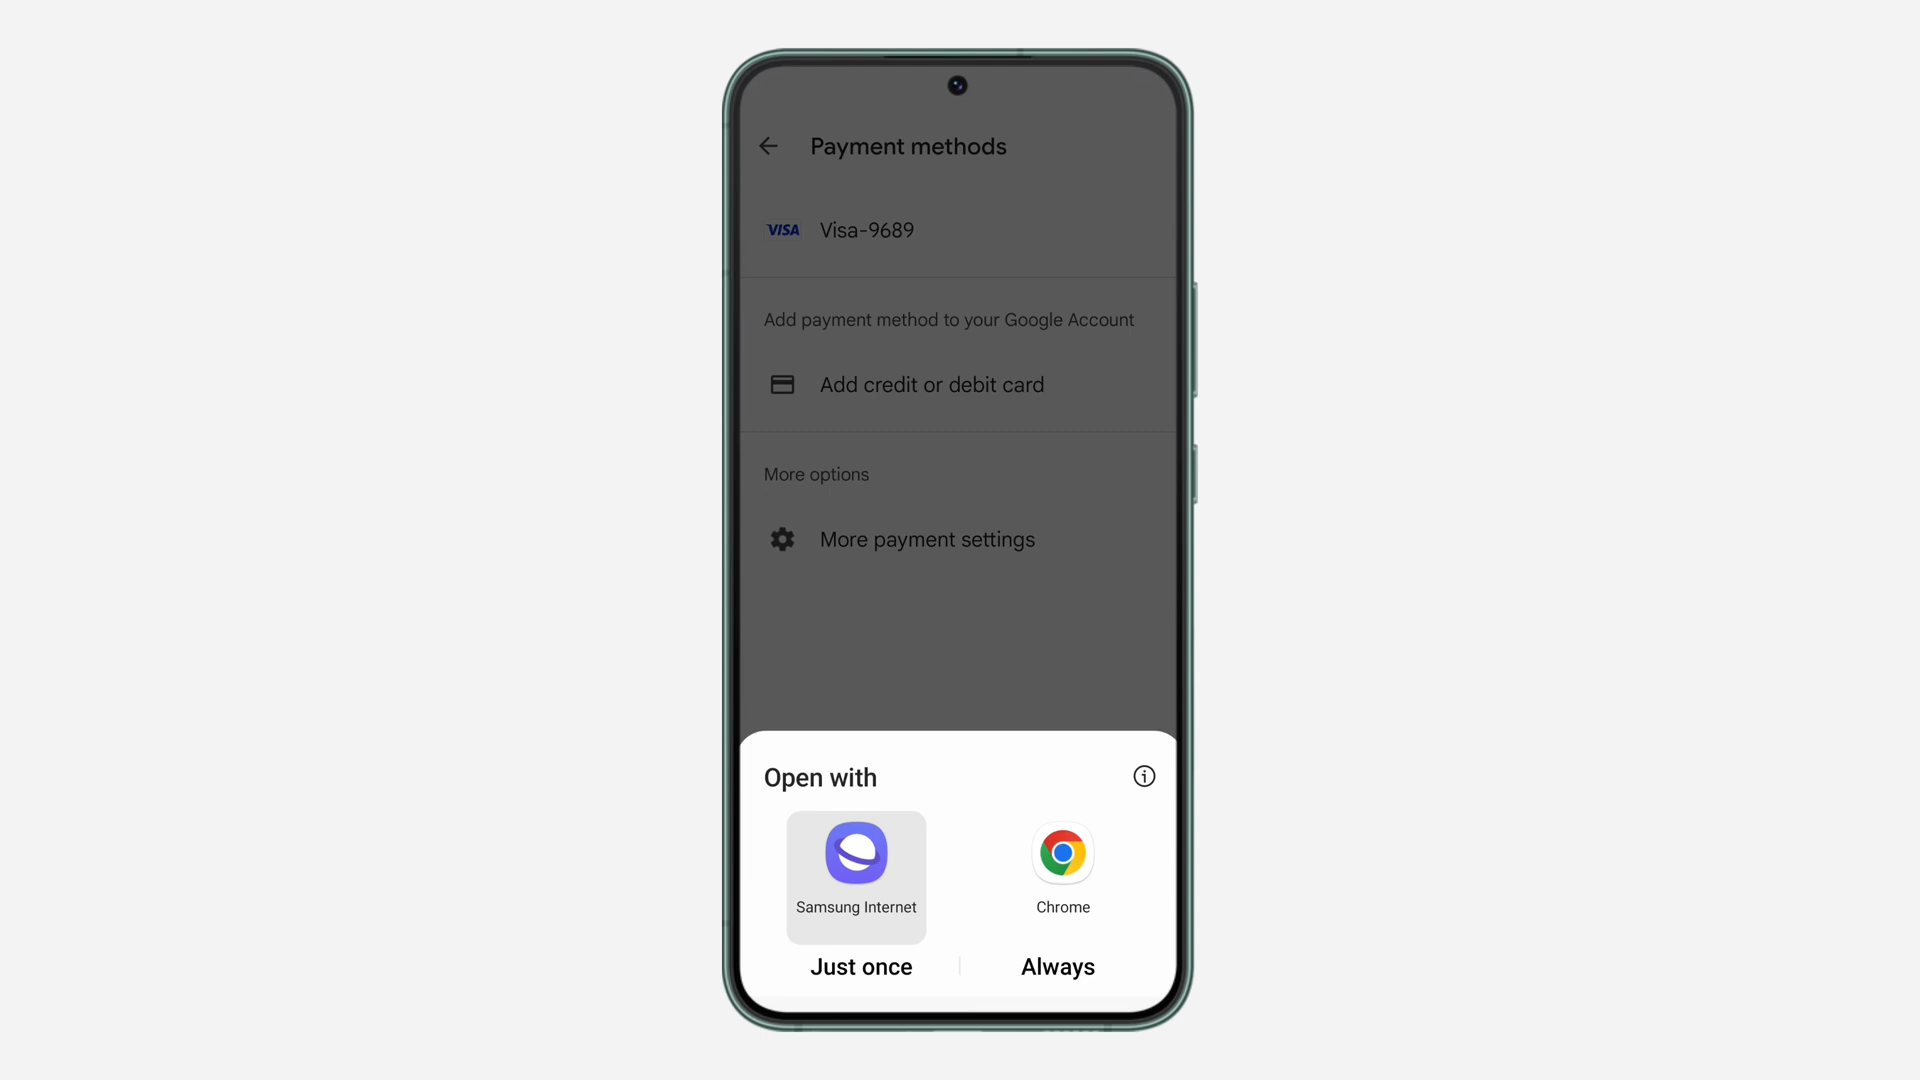 Payment methods
VISA Visa-9689
Add payment method to your Google Account
Add credit or debit card
More options
More payment settings
Open with
Samsung Internet Chrome
Just once Always